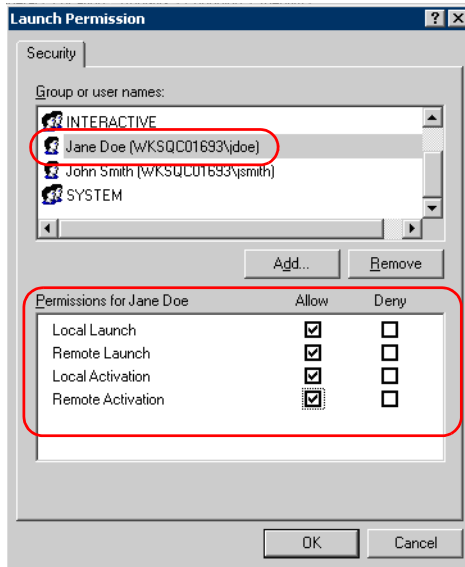 Launch Permission
Security
Group or user names:
INTERACTIVE
Jane Doe (WKSQC01693\jdoe)
John Smith (WKSQC01693\jsmith)
SYSTEM
Add... Remove
Permissions for Jane Doe Allow Deny
Local Launch
Remote Launch
Local Activation
Remote Activation
OK Cancel